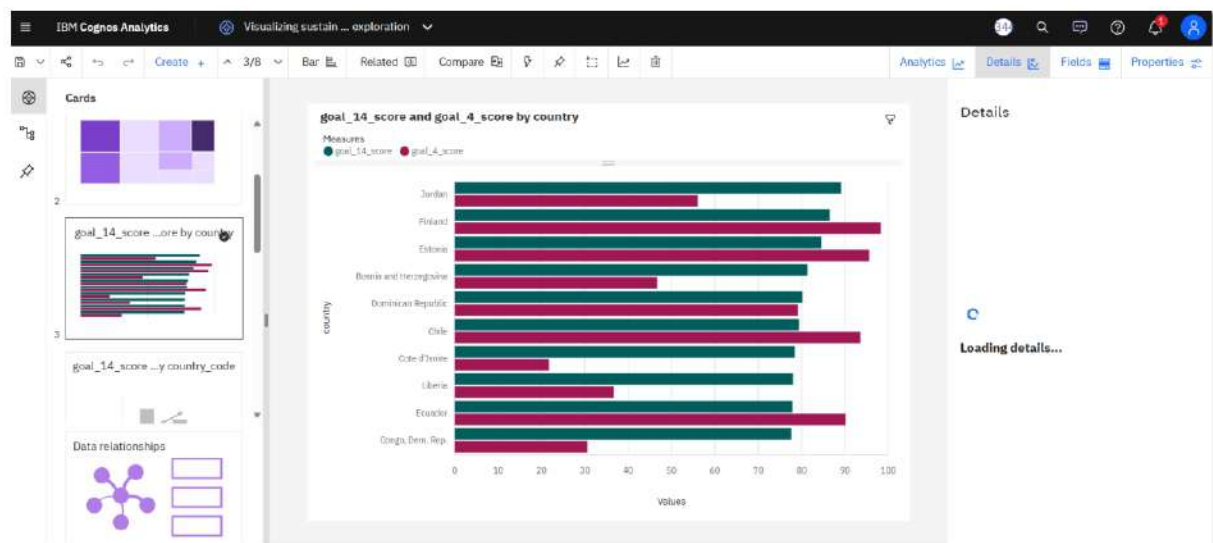 IBM Cognos Analytics
Visualizing sustain ... exploration
Create +
3/8
Bar
Related
Compare
Analytics
Details
Fields
Properties
Cards
2
goal_14_score ...ore by country
3
goal_14_score ...y country_code
Data relationships
goal_14_score and goal_4_score by country
Measures
goal_14_score goal_4_score
country
Jordan
Finland
Estonia
Bosnia and Herzegovina
Dominican Republic
Chile
Cote d'Ivoire
Liberia
Ecuador
Congo, Dem. Rep.
0 10 20 30 40 50 60 70 80 90 100
Values
Details
Loading details...